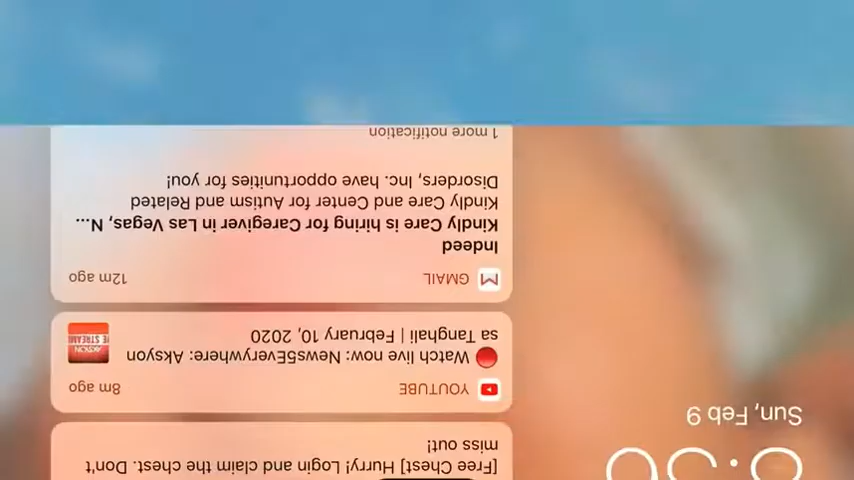 Sun, Feb 9
[Free Chest] Hurry! Login and claim the chest. Don't
miss out!
YOUTUBE 8m ago
🔴 Watch live now: News5Everywhere: Aksyon
sa Tanghali | February 10, 2020
AKSYON
GMAIL 12m ago
Indeed
Kindly Care is hiring for Caregiver in Las Vegas, N...
Kindly Care and Center for Autism and Related
Disorders, Inc. have opportunities for you!
1 more notification